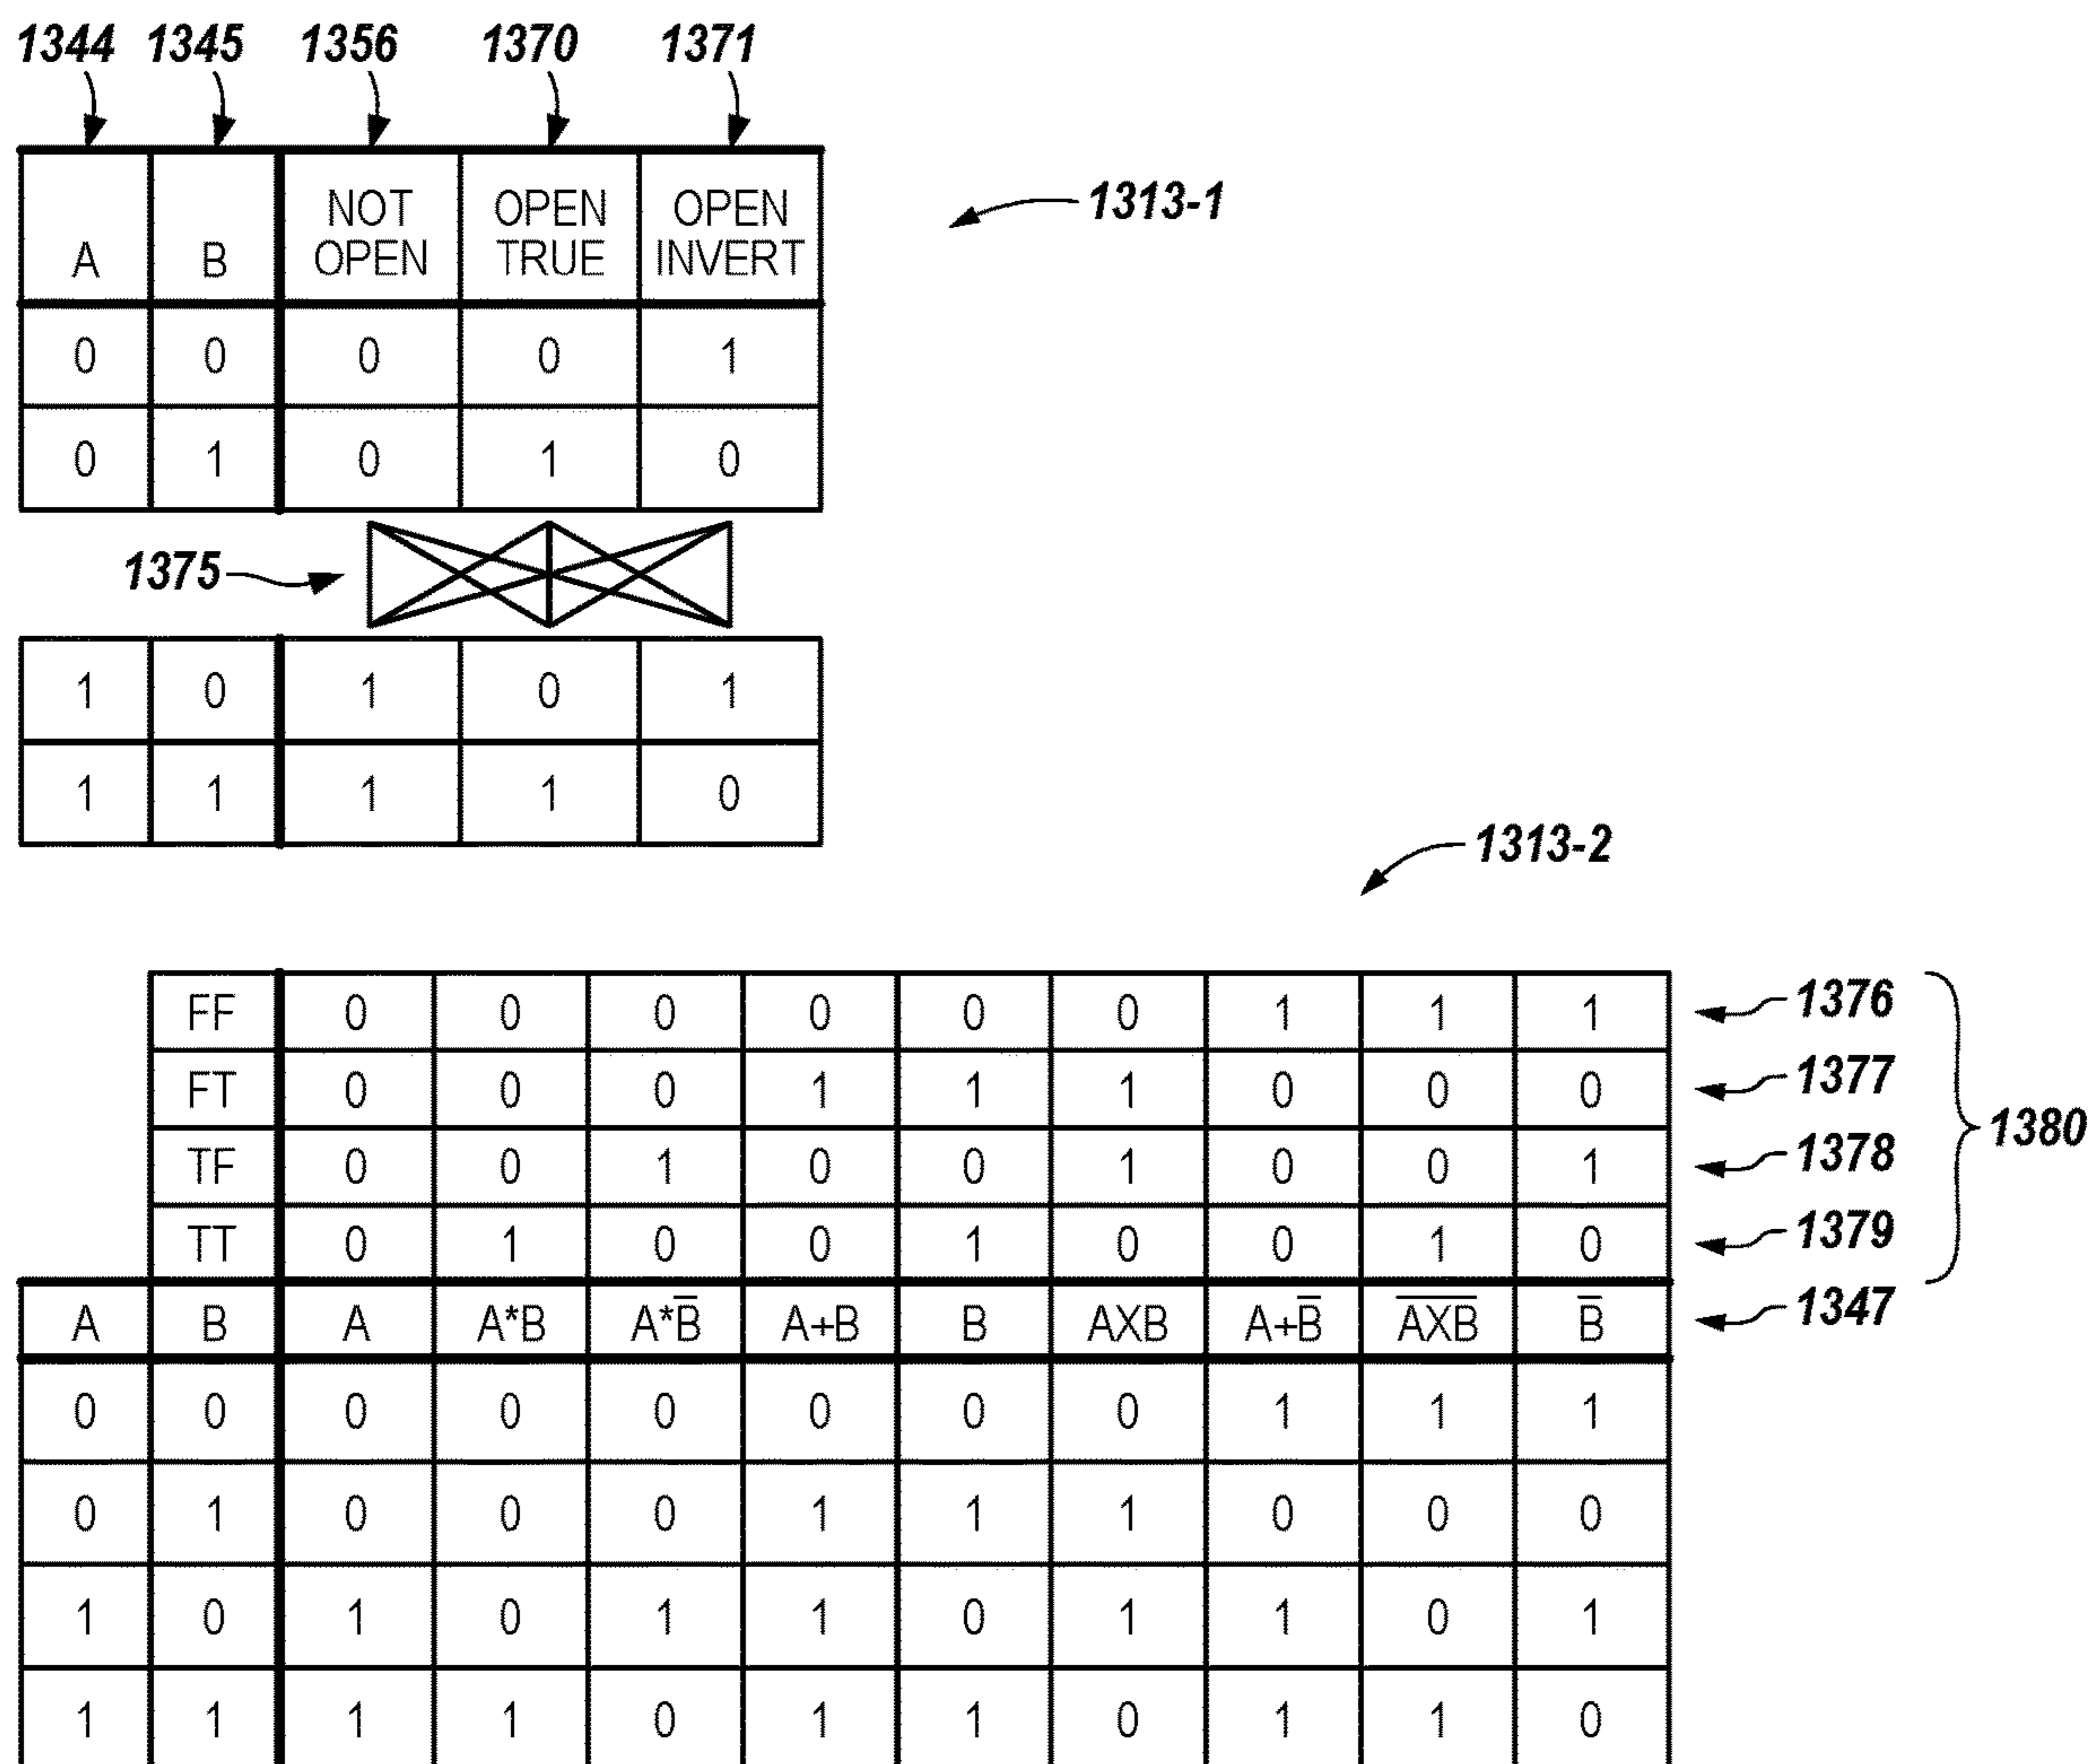 1344 1345 1356 1370 1371
1313-1
A B NOT OPEN OPEN TRUE OPEN INVERT
0 0 0 0 1
0 1 0 1 0
1375
1 0 1 0 1
1 1 1 1 0
1313-2
FF 0 0 0 0 0 0 1 1 1 1376
FT 0 0 0 1 1 1 0 0 0 1377
1380
TF 0 0 1 0 0 1 0 0 1 1378
TT 0 1 0 0 1 0 0 1 0 1379
A B A A*B A*B̅ A+B B AXB A+B̅ A̅X̅B̅ B̅ 1347
0 0 0 0 0 0 0 0 1 1 1
0 1 0 0 0 1 1 1 0 0 0
1 0 1 0 1 1 0 1 1 0 1
1 1 1 1 0 1 1 0 1 1 0